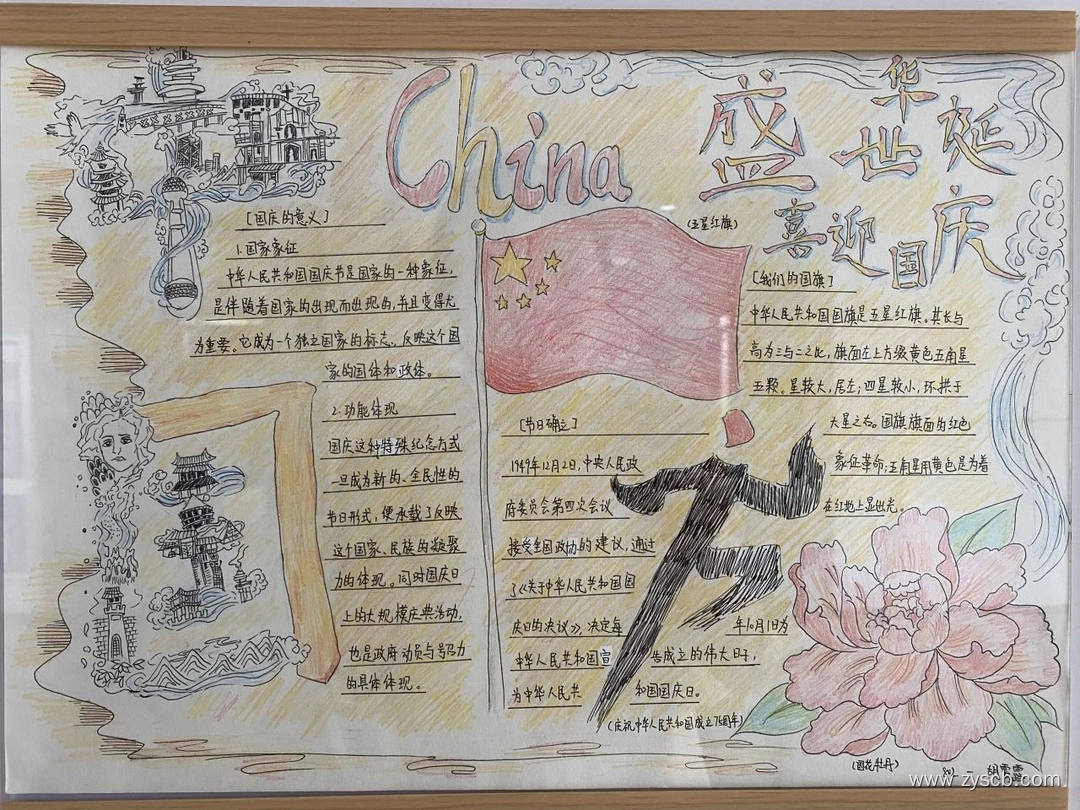 China
盛世华诞
喜迎国庆
[国庆的意义]
1.国家象征
中华人民共和国国庆节是国家的一种象征,
是伴随着国家的出现而出现的,并且变得尤
为重要。它成为一个独立国家的标志,反映这个国
家的国体和政体。
2.功能体现
国庆这种特殊纪念方式
一旦成为新的、全民性的
节日形式,便承载了反映
这个国家、民族的凝聚
力的体现。同时国庆日
上的大规模庆典活动,
也是政府动员与号召力
的具体体现。
(五星红旗)
[节日确立]
1949年12月2日,中央人民政
府委员会第四次会议
接受全国政协的建议,通过
了《关于中华人民共和国国
庆日的决议》,决定每
年10月1日为
中华人民共和国宣
告成立的伟大日子,
为中华人民共
和国国庆日。
(庆祝中华人民共和国成立75周年)
[我们的国旗]
中华人民共和国国旗是五星红旗。其长与
高为三与二之比,旗面左上方缀黄色五角星
五颗。星较大,居左;四星较小,环拱于
大星之右。国旗旗面为红色
象征革命;五角星用黄色是为着
在红地上显出光。
(国花牡丹)
www.zyscb.com